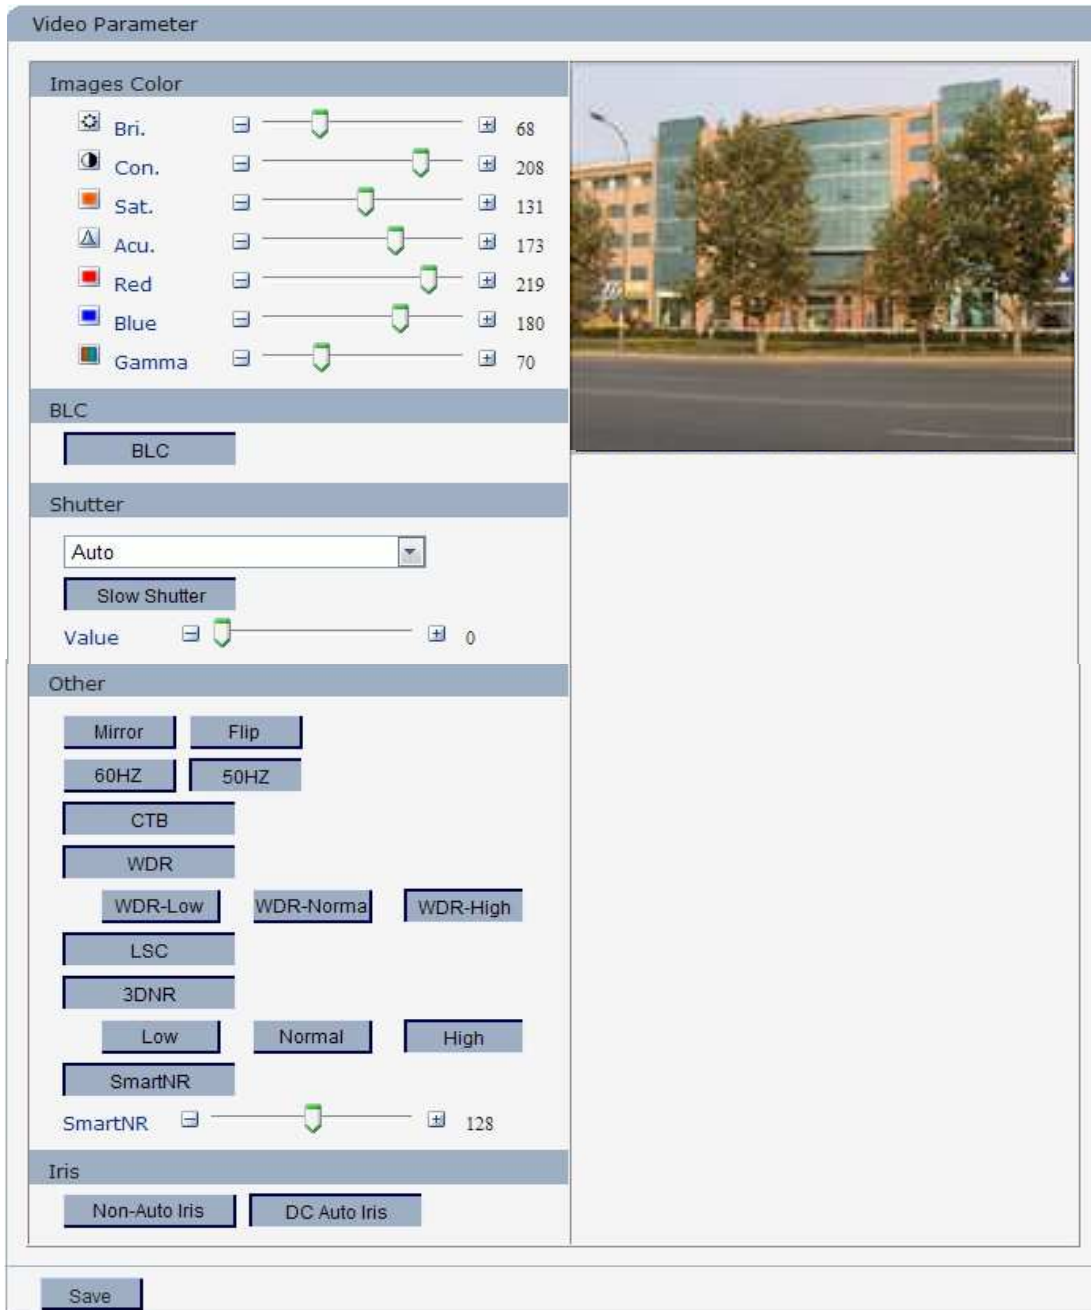 Video Parameter
Images Color
Bri. 68
Con. 208
Sat. 131
Acu. 173
Red 219
Blue 180
Gamma 70
BLC
BLC
Shutter
Auto
Slow Shutter
Value 0
Other
Mirror Flip
60HZ 50HZ
CTB
WDR
WDR-Low WDR-Norma WDR-High
LSC
3DNR
Low Normal High
SmartNR
SmartNR 128
Iris
Non-Auto Iris DC Auto Iris
Save